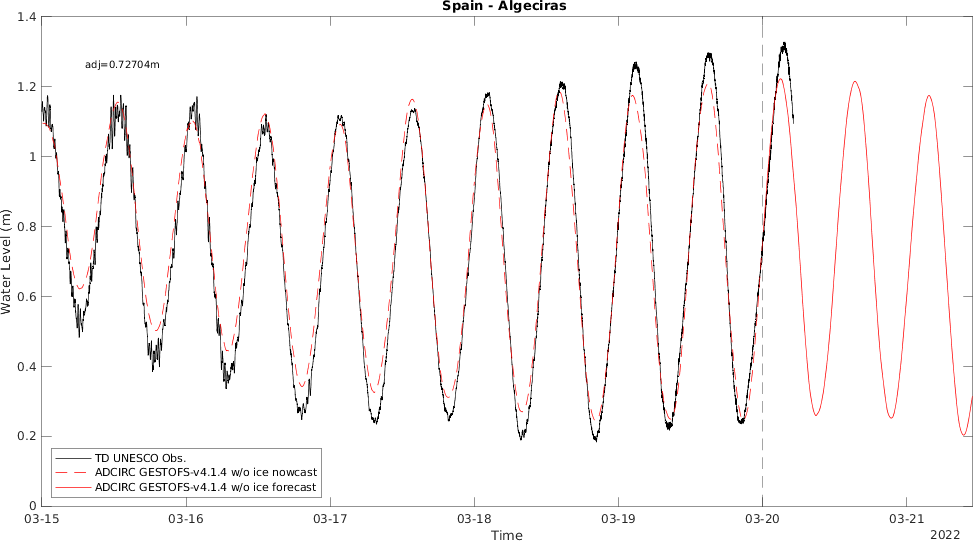 Spain - Algeciras
adj=0.72704m
Water Level (m)
1.4
1.2
1
0.8
0.6
0.4
0.2
0
TD UNESCO Obs.
ADCIRC GESTOFS-v4.1.4 w/o ice nowcast
ADCIRC GESTOFS-v4.1.4 w/o ice forecast
03-15 03-16 03-17 03-18 03-19 03-20 03-21
Time
2022